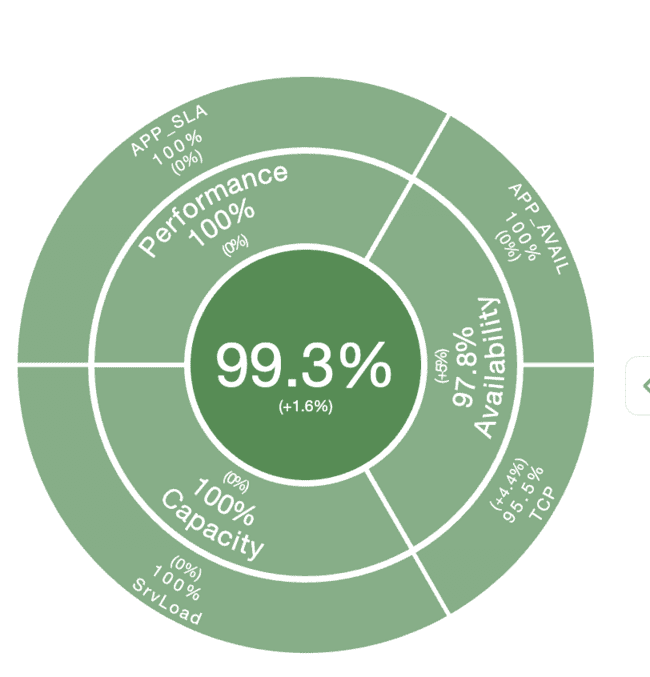 APP_SLA
100%
(0%)
Performance
100%
(0%)
APP_AVAIL
100%
(0%)
99.3%
(+1.6%)
Availability
97.8%
TCP
95.5%
(+4.4%)
(0%)
100%
Capacity
(0%)
100%
SrvLoad